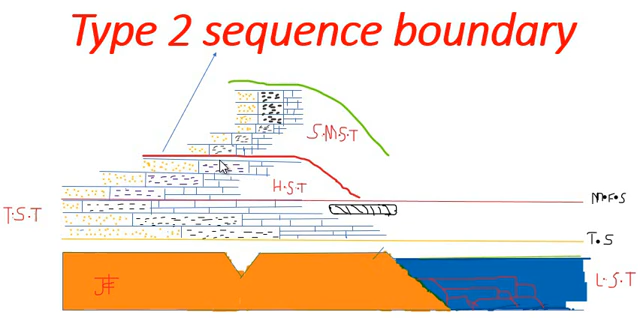 Type 2 sequence boundary
S.M.S.T
H.S.T
M.F.S
T.S.T
T.S
L.S.T